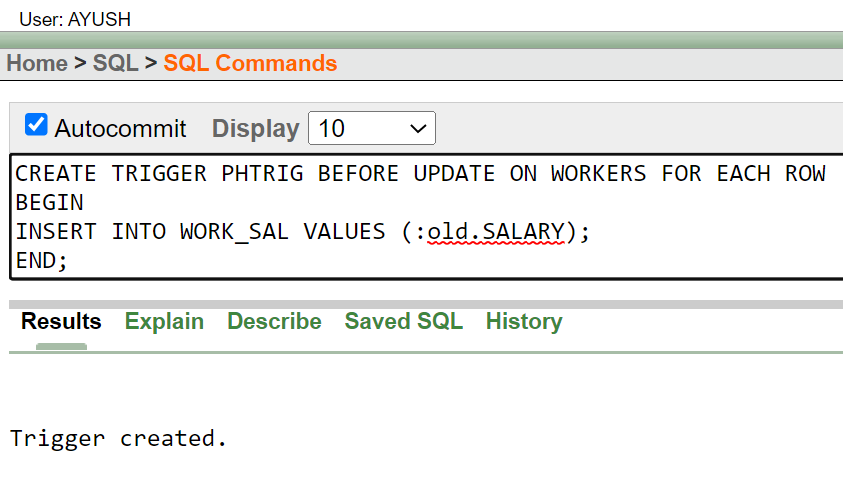 User: AYUSH
Home > SQL > SQL Commands
Autocommit Display 10
CREATE TRIGGER PHTRIG BEFORE UPDATE ON WORKERS FOR EACH ROW
BEGIN
INSERT INTO WORK_SAL VALUES (:old.SALARY);
END;
Results Explain Describe Saved SQL History
Trigger created.